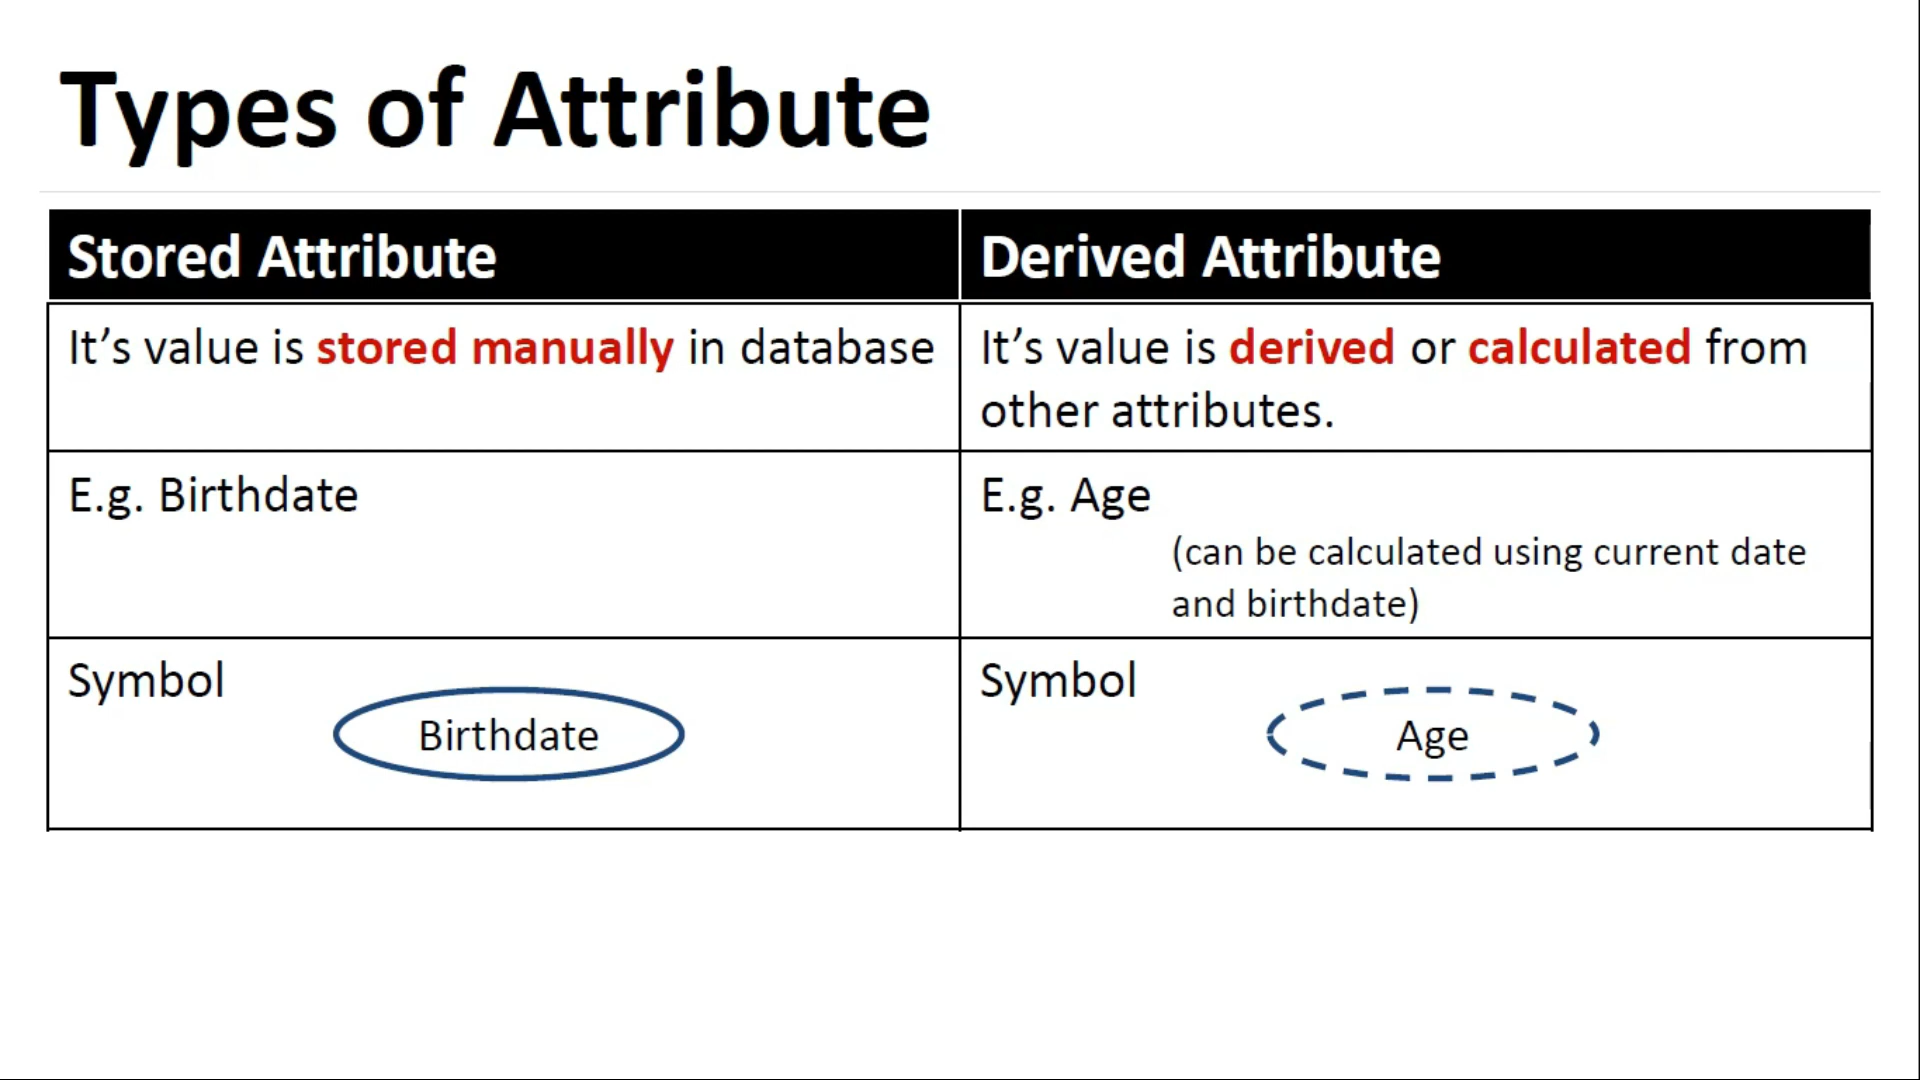 Types of Attribute
Stored Attribute
Derived Attribute
It’s value is stored manually in database
It’s value is derived or calculated from
other attributes.
E.g. Birthdate
E.g. Age
(can be calculated using current date
and birthdate)
Symbol
Birthdate
Symbol
Age